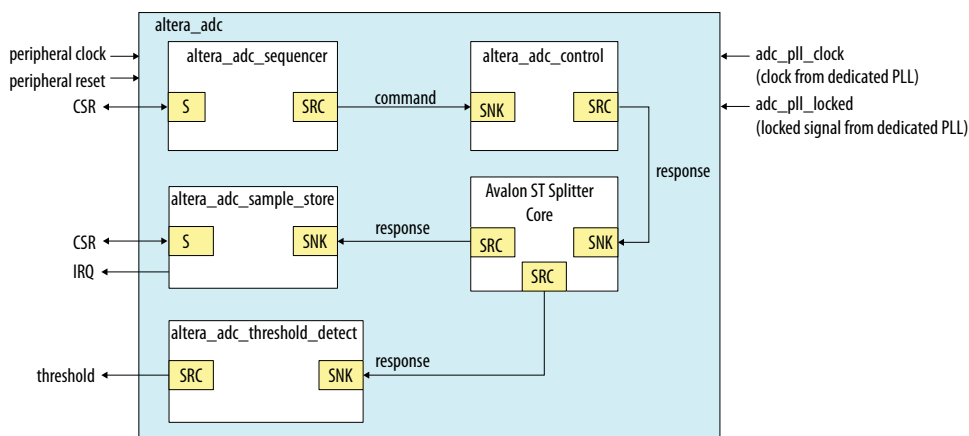 altera_adc
peripheral clock
peripheral reset
CSR
altera_adc_sequencer
S
SRC
command
altera_adc_control
SNK
SRC
adc_pll_clock
(clock from dedicated PLL)
adc_pll_locked
(locked signal from dedicated PLL)
response
altera_adc_sample_store
CSR
S
SNK
IRQ
response
Avalon ST Splitter
Core
SRC
SNK
SRC
altera_adc_threshold_detect
threshold
SRC
SNK
response